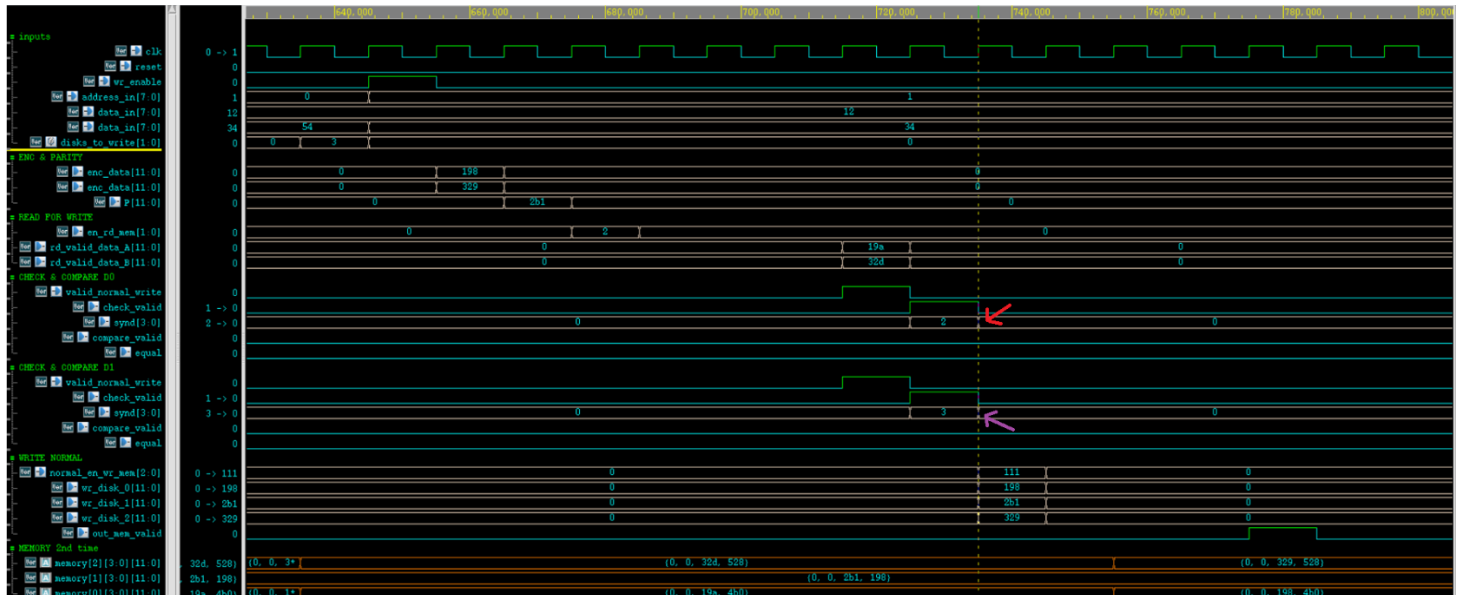 640,000 660,000 680,000 700,000 720,000 740,000 760,000 780,000 800,00
inputs
clk 0 -> 1
reset 0
wr_enable 0
address_in[7:0] 1 0 1
data_in[7:0] 12 12
data_in[7:0] 34 54 34
disks_to_write[1:0] 0 0 3 0
ENC & PARITY
enc_data[11:0] 0 0 198 0
enc_data[11:0] 0 0 329 0
P[11:0] 0 0 2b1 0
READ FOR WRITE
en_rd_mem[1:0] 0 0 2 0
rd_valid_data_A[11:0] 0 0 19a 0
rd_valid_data_B[11:0] 0 0 32d 0
CHECK & COMPARE D0
valid_normal_write 0
check_valid 1 -> 0
synd[3:0] 2 -> 0 0 2 0
compare_valid 0
equal 0
CHECK & COMPARE D1
valid_normal_write 0
check_valid 1 -> 0
synd[3:0] 3 -> 0 0 3 0
compare_valid 0
equal 0
WRITE NORMAL
normal_en_wr_mem[2:0] 0 -> 111 0 111 0
wr_disk_0[11:0] 0 -> 198 0 198 0
wr_disk_1[11:0] 0 -> 2b1 0 2b1 0
wr_disk_2[11:0] 0 -> 329 0 329 0
out_mem_valid 0
MEMORY 2nd time
memory[2][3:0][11:0] , 32d, 528) (0, 0, 3* (0, 0, 32d, 528) (0, 0, 329, 528)
memory[1][3:0][11:0] 2b1, 198) (0, 0, 2b1, 198)
memory[0][3:0][11:0] 19a, 4b0) (0, 0, 1* (0, 0, 19a, 4b0) (0, 0, 198, 4b0)